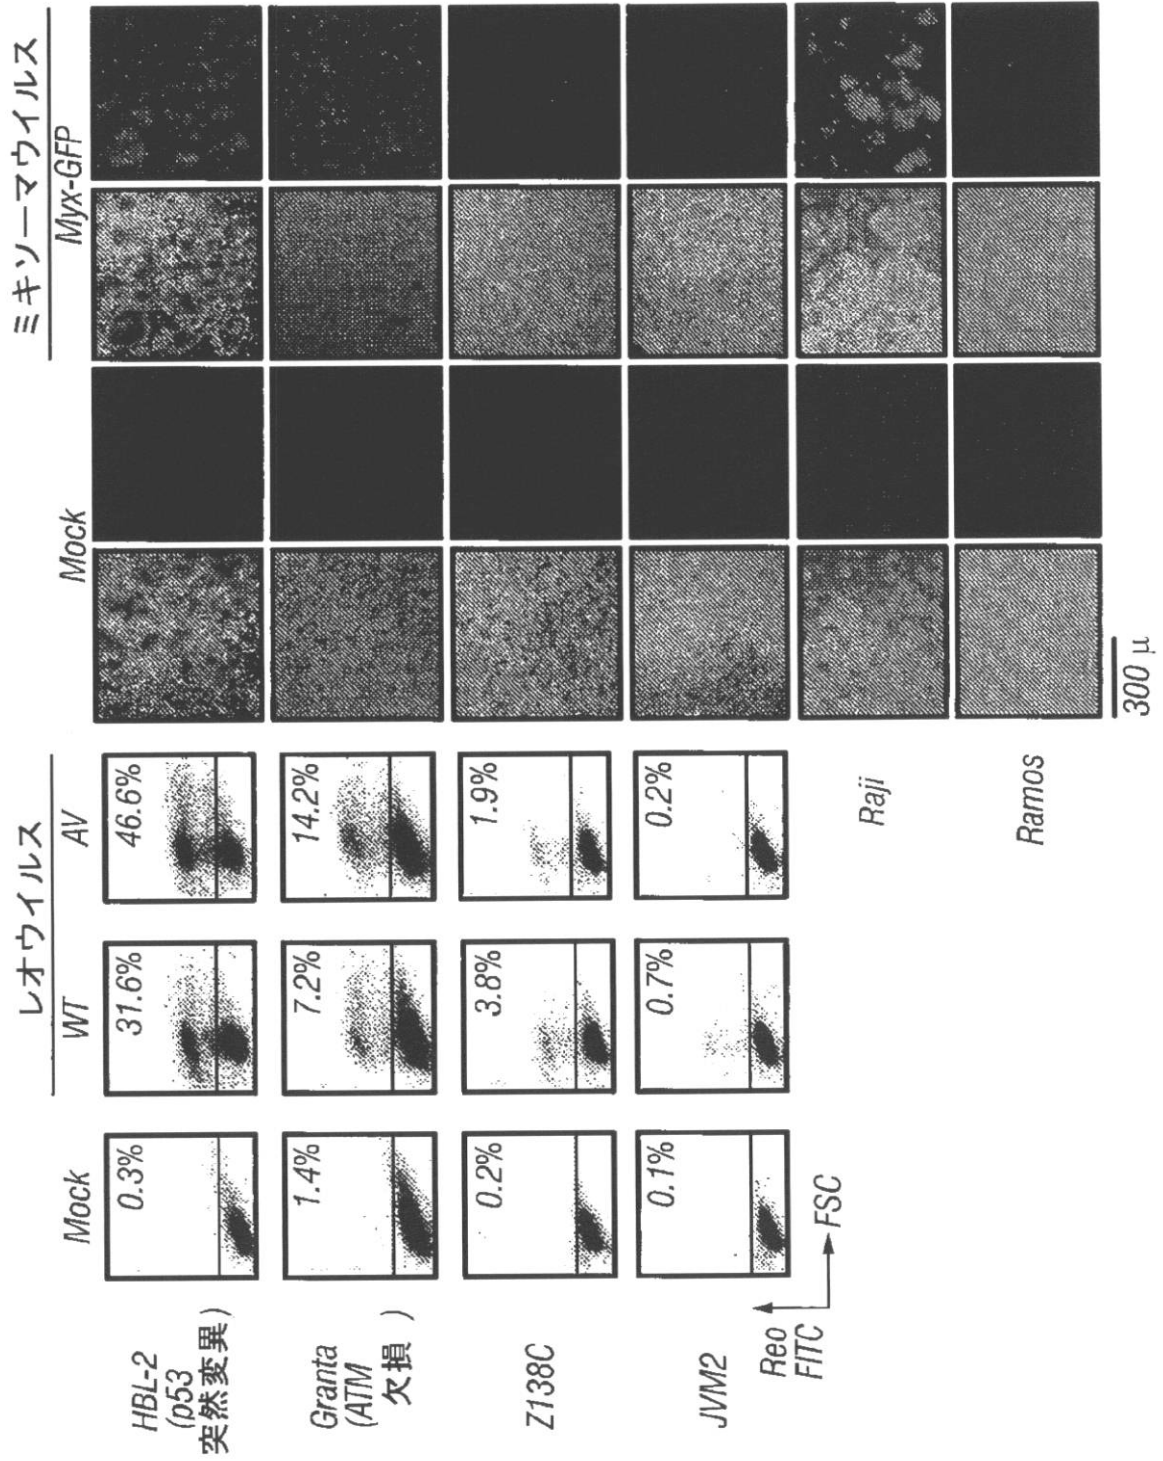 レオウイルス
ミキソーマウイルス
Mock
WT
AV
Mock
Myx-GFP
HBL-2
(p53
突然変異)
0.3%
31.6%
46.6%
Granta
(ATM
欠損 )
1.4%
7.2%
14.2%
Z138C
0.2%
3.8%
1.9%
JVM2
0.1%
0.7%
0.2%
Reo
FITC
FSC
Raji
Ramos
300 μ